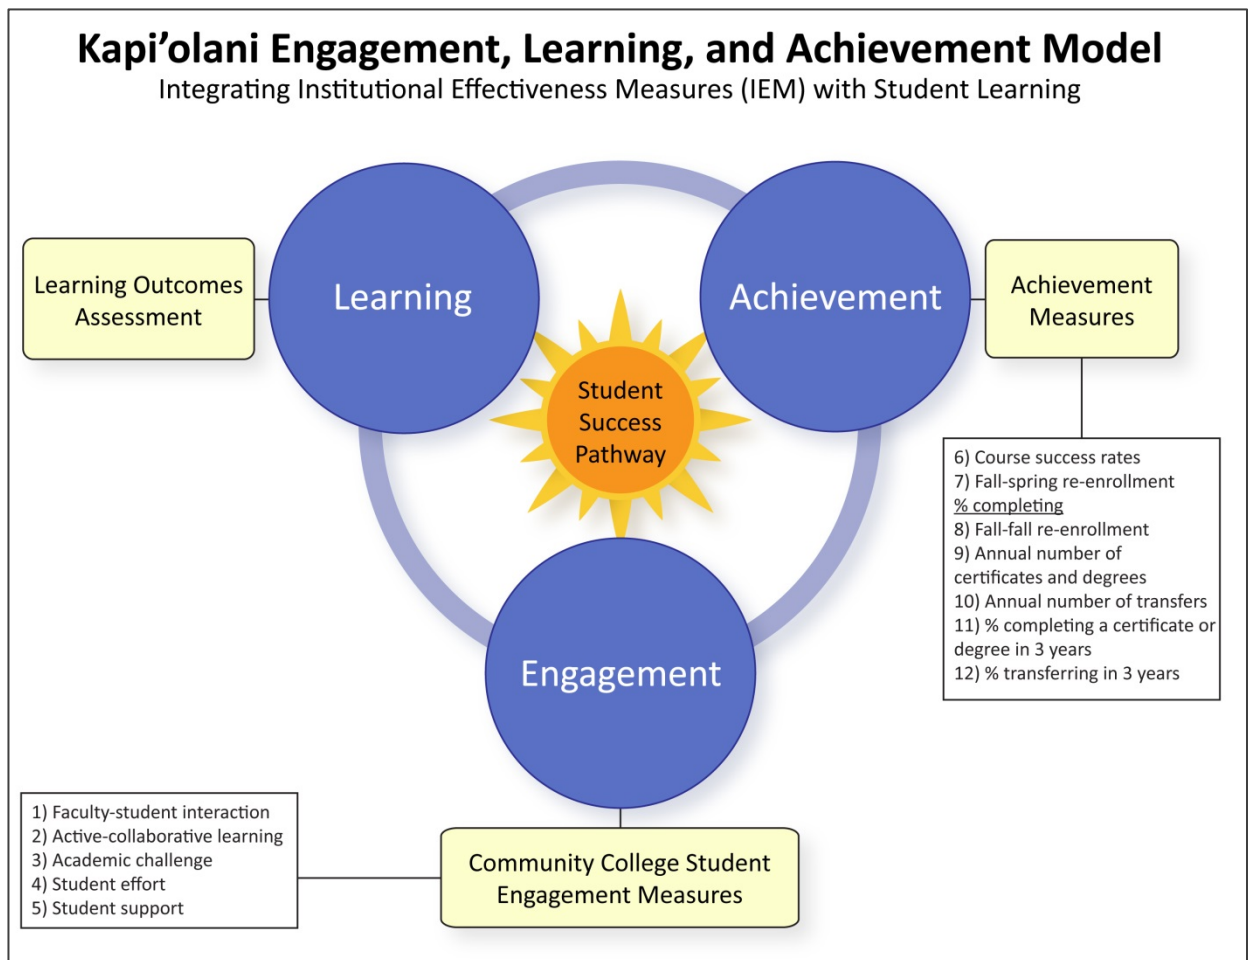 Kapi’olani Engagement, Learning, and Achievement Model
Integrating Institutional Effectiveness Measures (IEM) with Student Learning
Learning Outcomes
Assessment
Learning
Achievement
Achievement
Measures
Student
Success
Pathway
6) Course success rates
7) Fall-spring re-enrollment
% completing
8) Fall-fall re-enrollment
9) Annual number of
certificates and degrees
10) Annual number of transfers
11) % completing a certificate or
degree in 3 years
12) % transferring in 3 years
Engagement
1) Faculty-student interaction
2) Active-collaborative learning
3) Academic challenge
4) Student effort
5) Student support
Community College Student
Engagement Measures